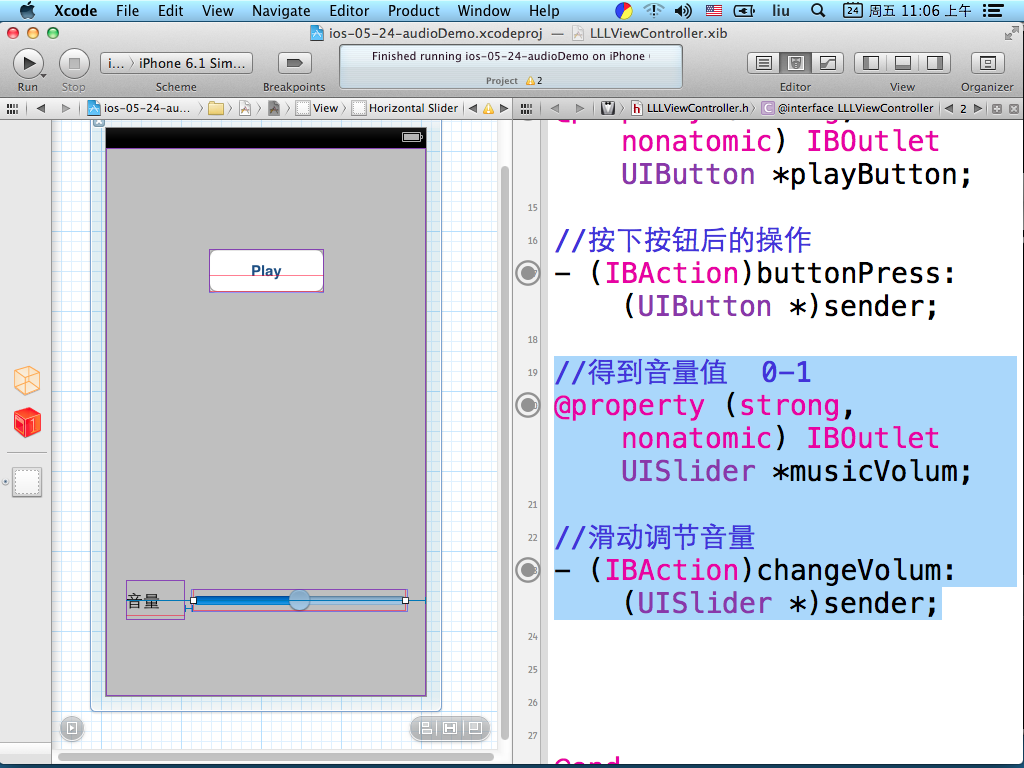 Xcode File Edit View Navigate Editor Product Window Help liu 24 周五 11:06 上午
ios-05-24-audioDemo.xcodeproj — LLLViewController.xib
i... iPhone 6.1 Sim...
Finished running ios-05-24-audioDemo on iPhone
Project 2
Run Stop Scheme Breakpoints Editor View Organizer
ios-05-24-au... View Horizontal Slider LLLViewController.h @interface LLLViewController 2
nonatomic) IBOutlet
UIButton *playButton;
15
16 //按下按钮后的操作
- (IBAction)buttonPress:
(UIButton *)sender;
18
19 //得到音量值 0-1
@property (strong,
nonatomic) IBOutlet
UISlider *musicVolum;
21
22 //滑动调节音量
- (IBAction)changeVolum:
(UISlider *)sender;
24
25
26
27
Play
音量